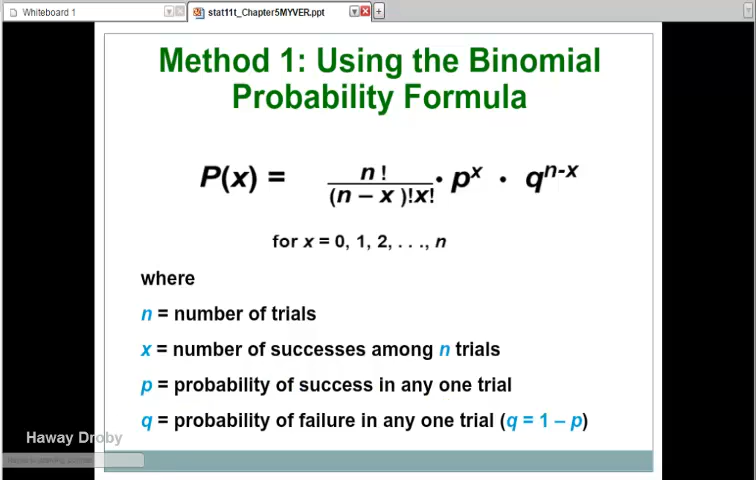 Whiteboard 1
stat11t_Chapter5MYVER.ppt
Method 1: Using the Binomial
Probability Formula
P(x) = n ! / (n – x )!x! • pˣ • qⁿ⁻ˣ
for x = 0, 1, 2, . . ., n
where
n = number of trials
x = number of successes among n trials
p = probability of success in any one trial
q = probability of failure in any one trial (q = 1 – p)
Haway Droby